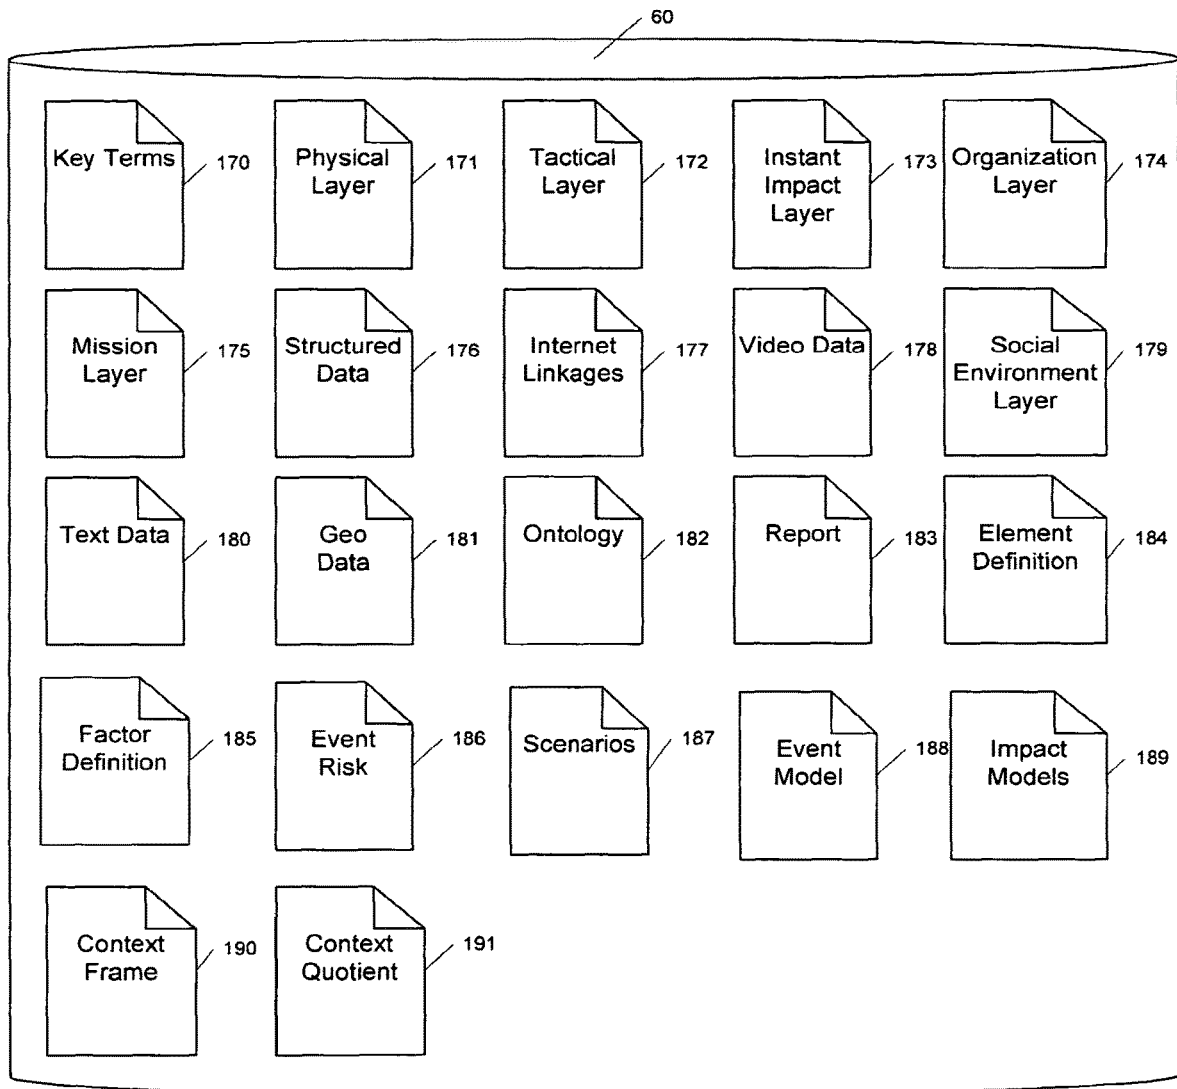 60
Key Terms
170
Physical
Layer
171
Tactical
Layer
172
Instant
Impact
Layer
173
Organization
Layer
174
Mission
Layer
175
Structured
Data
176
Internet
Linkages
177
Video Data
178
Social
Environment
Layer
179
Text Data
180
Geo
Data
181
Ontology
182
Report
183
Element
Definition
184
Factor
Definition
185
Event
Risk
186
Scenarios
187
Event
Model
188
Impact
Models
189
Context
Frame
190
Context
Quotient
191